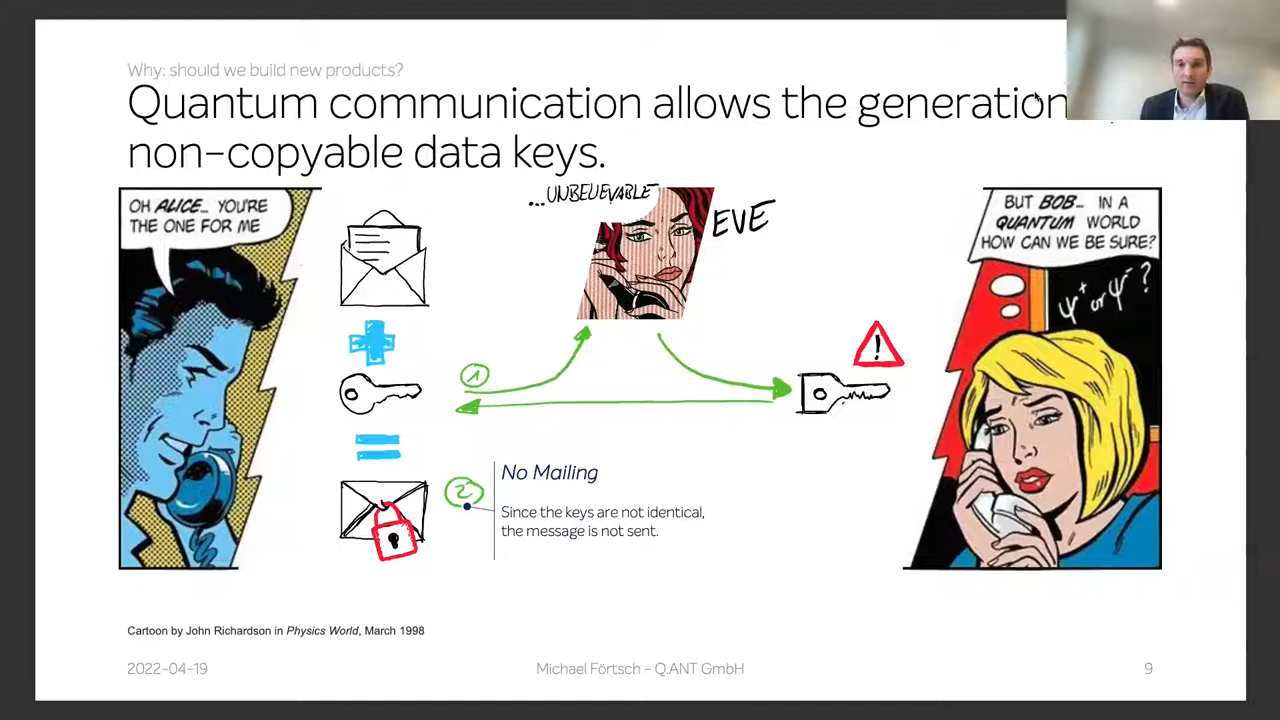 Why: should we build new products?
Quantum communication allows the generation
non-copyable data keys.
OH ALICE... YOU'RE
THE ONE FOR ME
...UNBELIEVABLE
EVE
BUT BOB... IN A
QUANTUM WORLD
HOW CAN WE BE SURE?
Ψ⁺ or Ψ⁻ ?
!
1
2
No Mailing
Since the keys are not identical,
the message is not sent.
Cartoon by John Richardson in Physics World, March 1998
2022-04-19
Michael Förtsch – Q.ANT GmbH
9